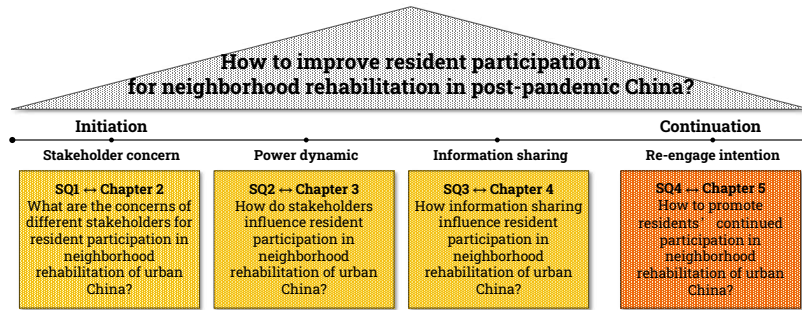 How to improve resident participation
for neighborhood rehabilitation in post-pandemic China?
Initiation
Continuation
Stakeholder concern
Power dynamic
Information sharing
Re-engage intention
SQ1 ↔ Chapter 2
What are the concerns of
different stakeholders for
resident participation in
neighborhood
rehabilitation of urban
China?
SQ2 ↔ Chapter 3
How do stakeholders
influence resident
participation in
neighborhood
rehabilitation of urban
China?
SQ3 ↔ Chapter 4
How information sharing
influence resident
participation in
neighborhood
rehabilitation of urban
China?
SQ4 ↔ Chapter 5
How to promote
residents’ continued
participation in
neighborhood
rehabilitation of urban
China?